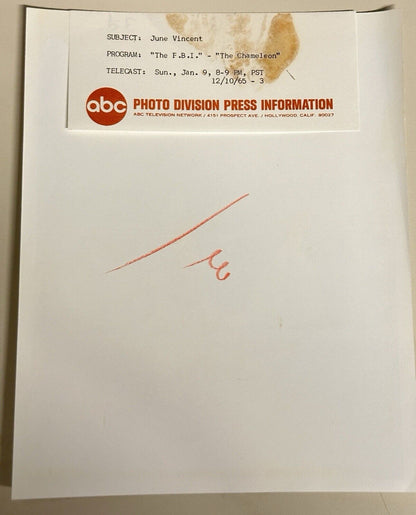 SUBJECT: June Vincent
PROGRAM: "The F.B.I." - "The Chameleon"
TELECAST: Sun., Jan. 9, 8-9 PM, PST
12/10/65 - 3
abc PHOTO DIVISION PRESS INFORMATION
ABC TELEVISION NETWORK / 4151 PROSPECT AVE. / HOLLYWOOD, CALIF. 90027